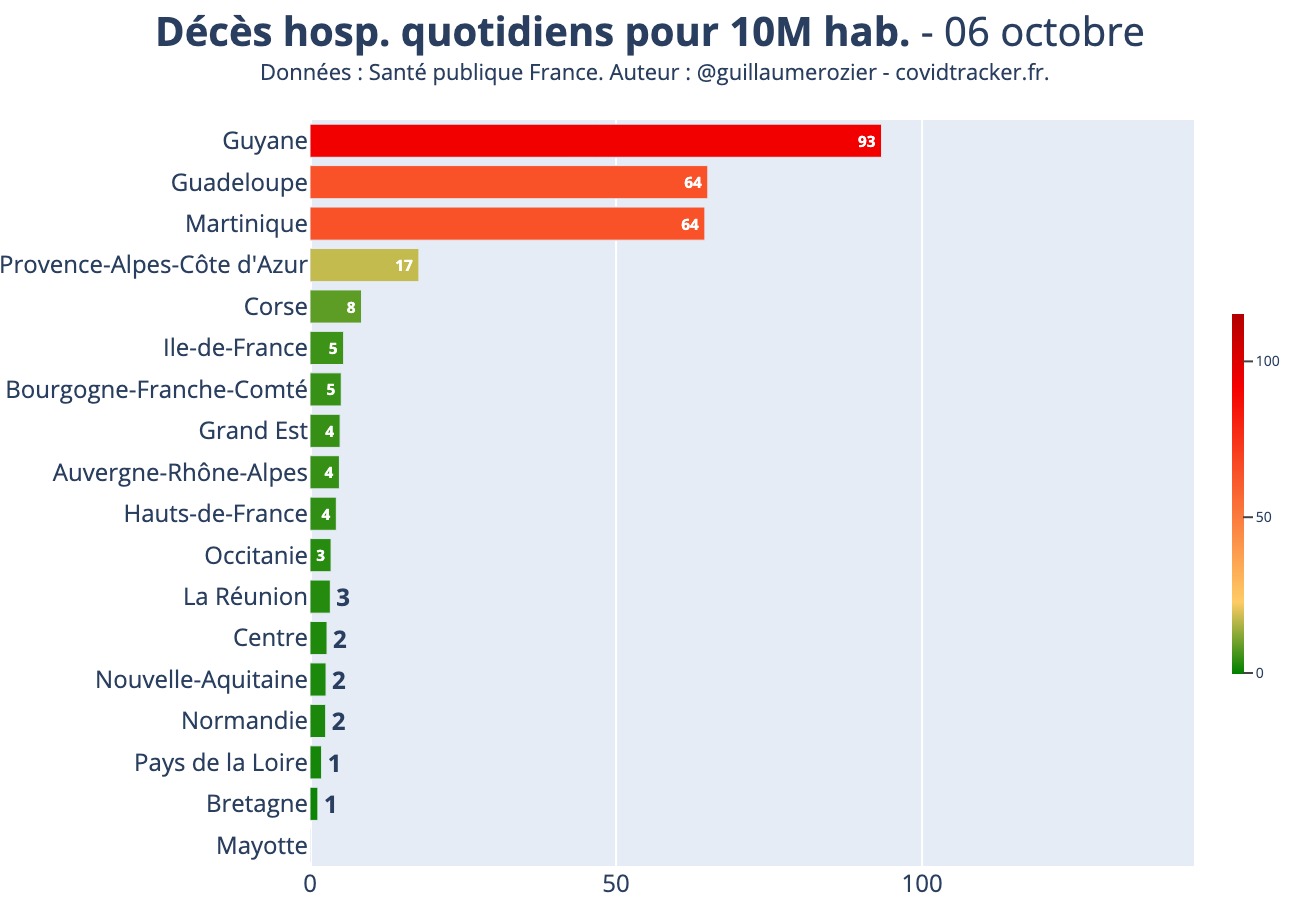 Décès hosp. quotidiens pour 10M hab. - 06 octobre
Données : Santé publique France. Auteur : @guillaumerozier - covidtracker.fr.
Guyane 93
Guadeloupe 64
Martinique 64
Provence-Alpes-Côte d'Azur 17
Corse 8
Ile-de-France 5
Bourgogne-Franche-Comté 5
Grand Est 4
Auvergne-Rhône-Alpes 4
Hauts-de-France 4
Occitanie 3
La Réunion 3
Centre 2
Nouvelle-Aquitaine 2
Normandie 2
Pays de la Loire 1
Bretagne 1
Mayotte
0 50 100
100
50
0